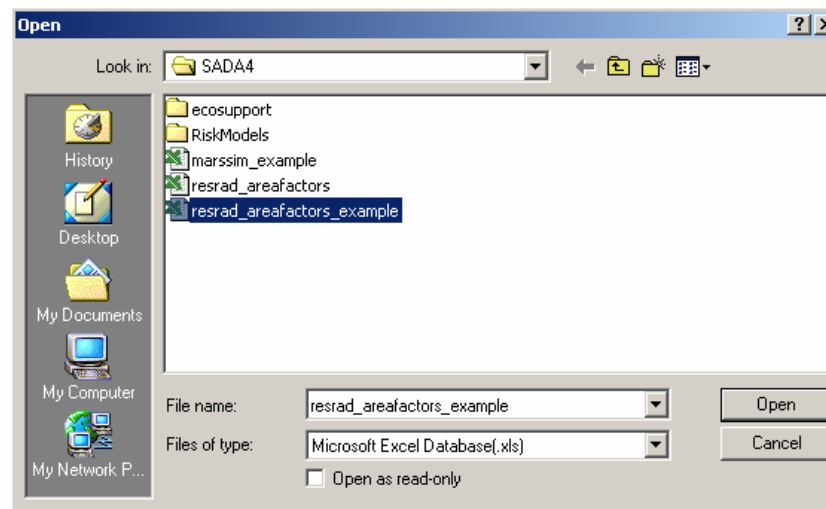 Open
Look in:
SADA4
ecosupport
RiskModels
marssim_example
resrad_areafactors
resrad_areafactors_example
History
Desktop
My Documents
My Computer
My Network P...
File name:
resrad_areafactors_example
Open
Files of type:
Microsoft Excel Database(.xls)
Cancel
Open as read-only